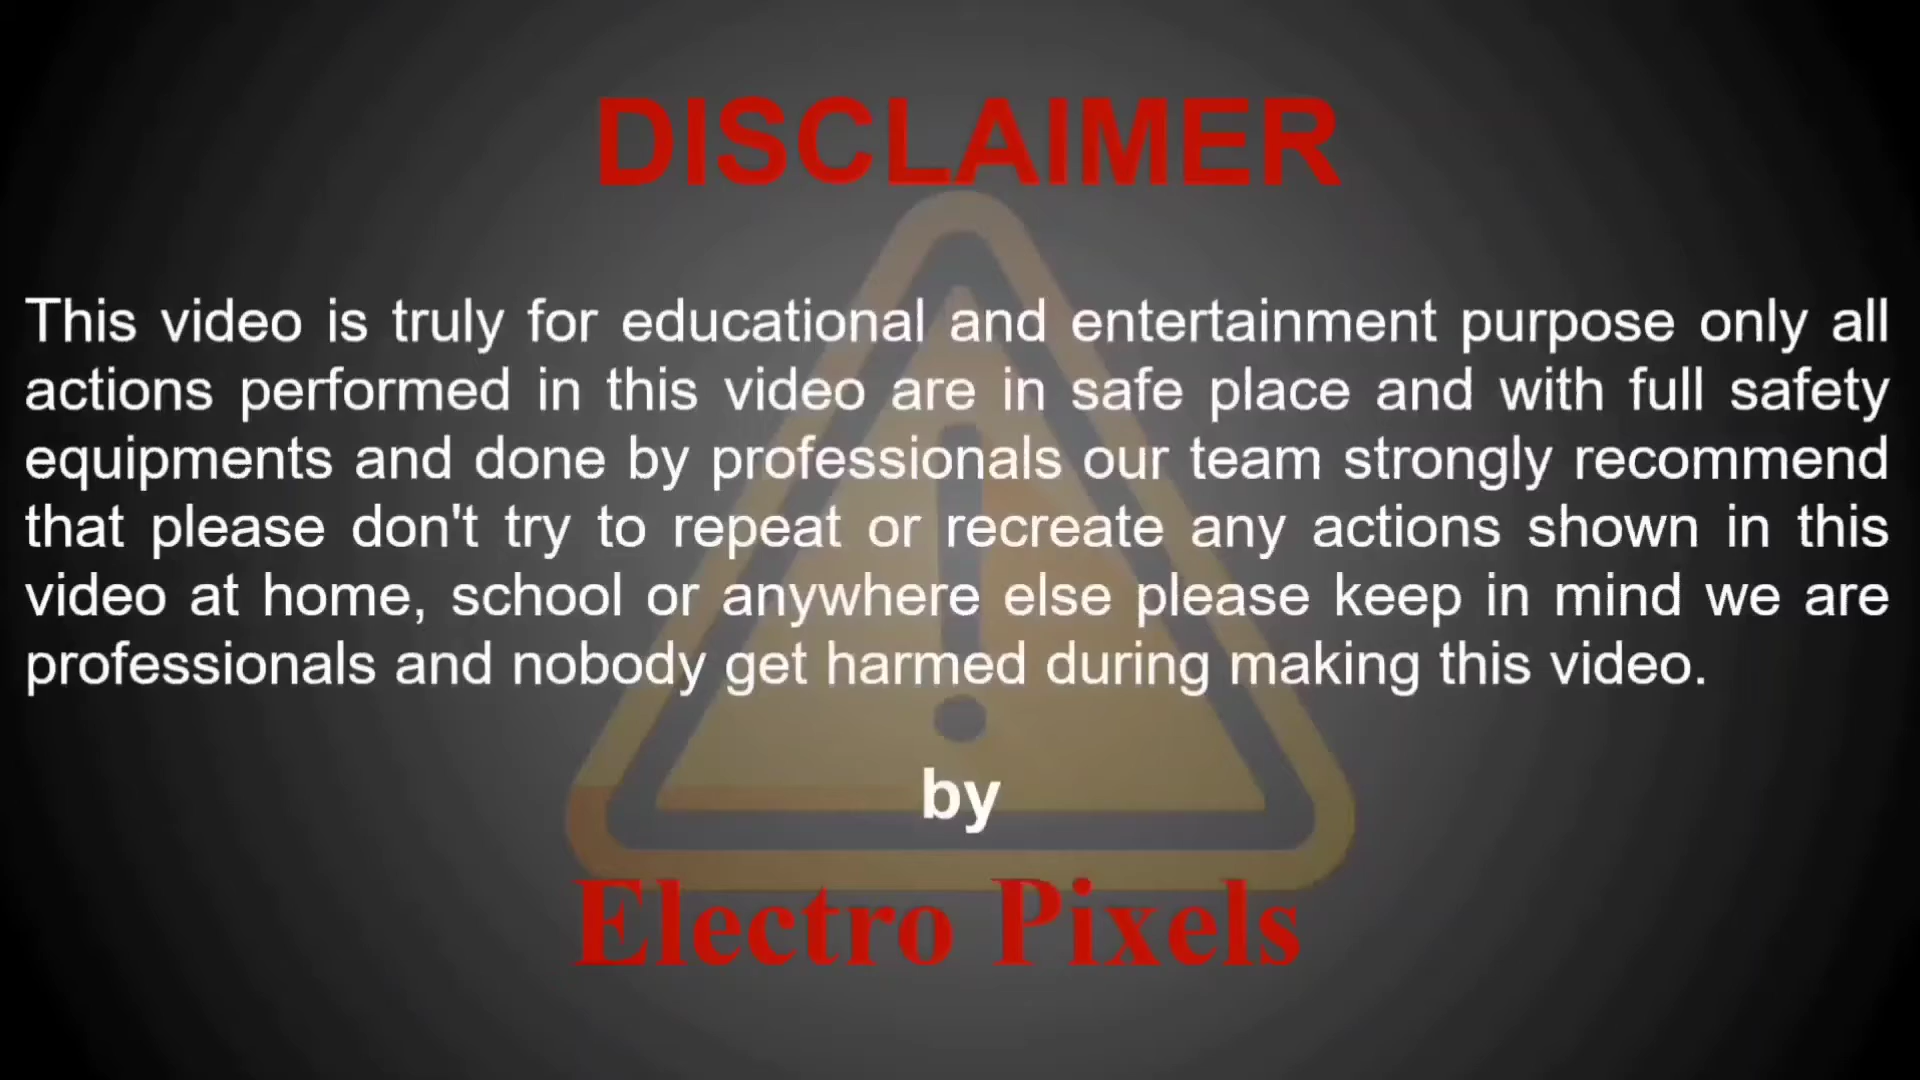 DISCLAIMER
This video is truly for educational and entertainment purpose only all
actions performed in this video are in safe place and with full safety
equipments and done by professionals our team strongly recommend
that please don't try to repeat or recreate any actions shown in this
video at home, school or anywhere else please keep in mind we are
professionals and nobody get harmed during making this video.
by
Electro Pixels